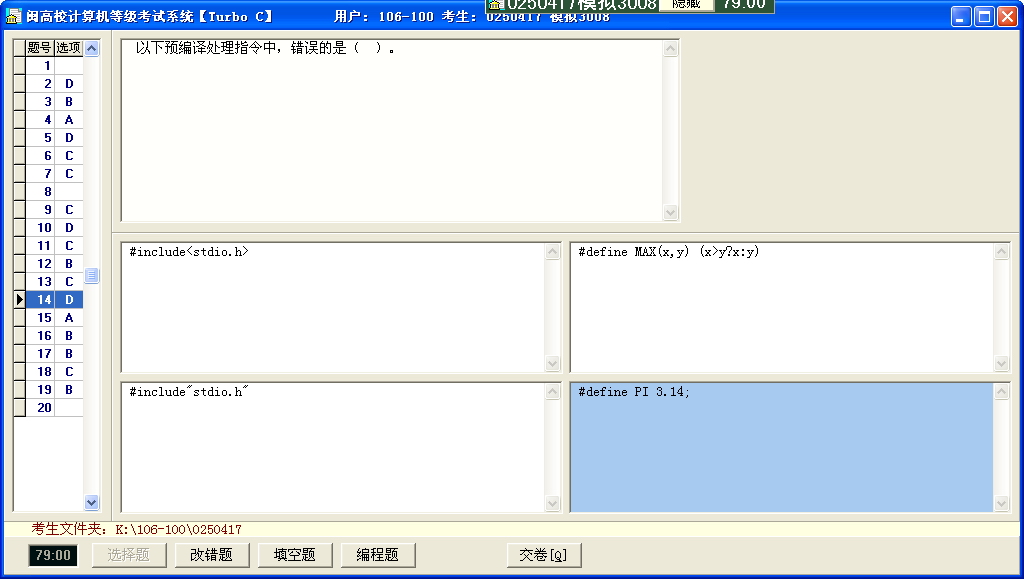 0250417模拟3008 隐藏 79:00
闽高校计算机等级考试系统【Turbo C】 用户: 106-100 考生: 0250417 模拟3008
题号 选项
1
2 D
3 B
4 A
5 D
6 C
7 C
8
9 C
10 D
11 C
12 B
13 C
14 D
15 A
16 B
17 B
18 C
19 B
20
以下预编译处理指令中，错误的是（ ）。
#include<stdio.h>
#define MAX(x,y) (x>y?x:y)
#include"stdio.h"
#define PI 3.14;
考生文件夹: K:\106-100\0250417
79:00 选择题 改错题 填空题 编程题 交卷[Q]